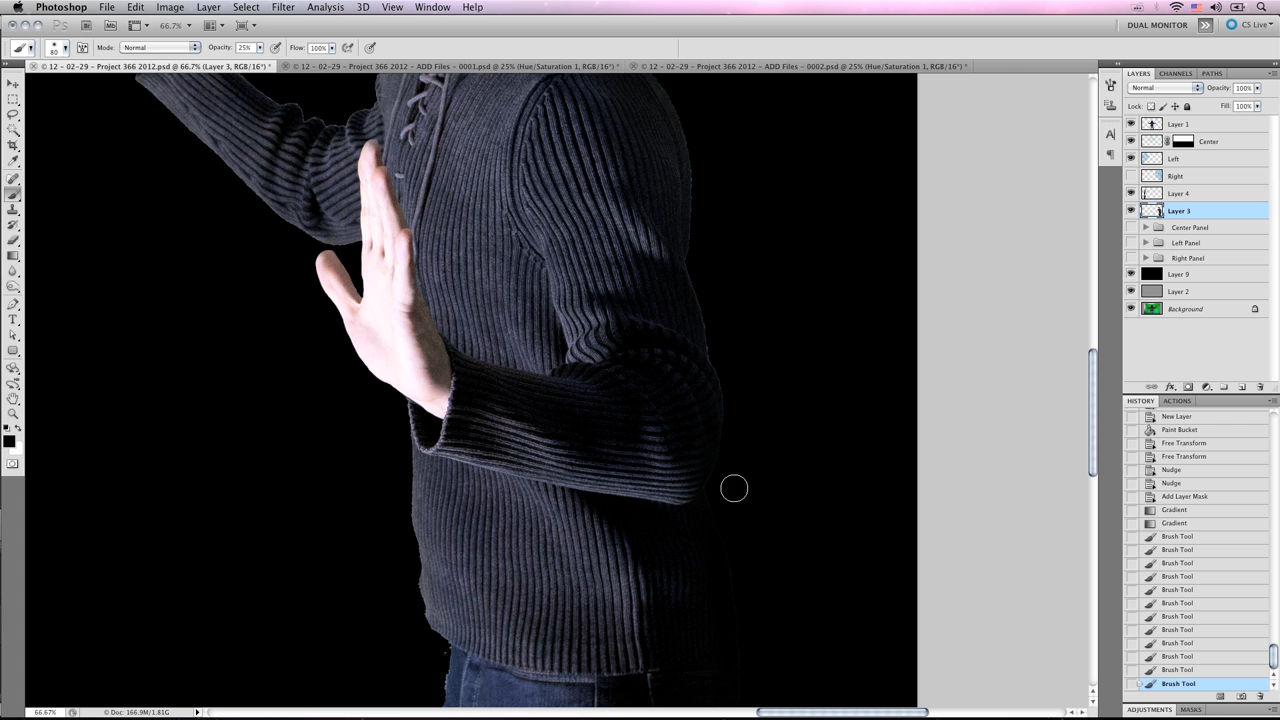 Photoshop File Edit Image Layer Select Filter Analysis 3D View Window Help
Ps Br Mb 66.7% DUAL MONITOR CS Live
80 Mode: Normal Opacity: 25% Flow: 100%
© 12 - 02-29 - Project 366 2012.psd @ 66.7% (Layer 3, RGB/16*) *
© 12 - 02-29 - Project 366 2012 - ADD Files - 0001.psd @ 25% (Hue/Saturation 1, RGB/16*) *
© 12 - 02-29 - Project 366 2012 - ADD Files - 0002.psd @ 25% (Hue/Saturation 1, RGB/16*) *
LAYERS CHANNELS PATHS
Normal Opacity: 100%
Lock: Fill: 100%
Layer 1
Center
Left
Right
Layer 4
Layer 3
Center Panel
Left Panel
Right Panel
Layer 9
Layer 2
Background
HISTORY ACTIONS
New Layer
Paint Bucket
Free Transform
Free Transform
Nudge
Nudge
Add Layer Mask
Gradient
Gradient
Brush Tool
Brush Tool
Brush Tool
Brush Tool
Brush Tool
Brush Tool
Brush Tool
Brush Tool
Brush Tool
Brush Tool
Brush Tool
Brush Tool
ADJUSTMENTS MASKS
66.67% Doc: 166.9M/1.81G